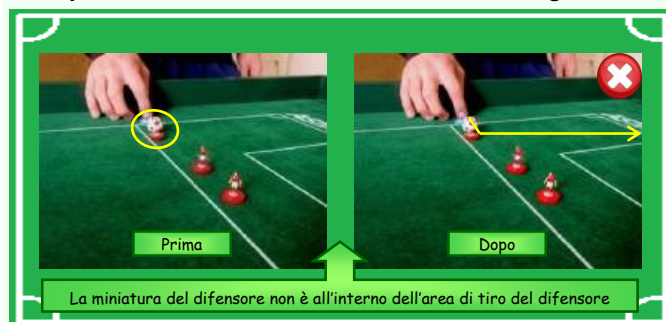 Prima
Dopo
La miniatura del difensore non è all'interno dell'area di tiro del difensore